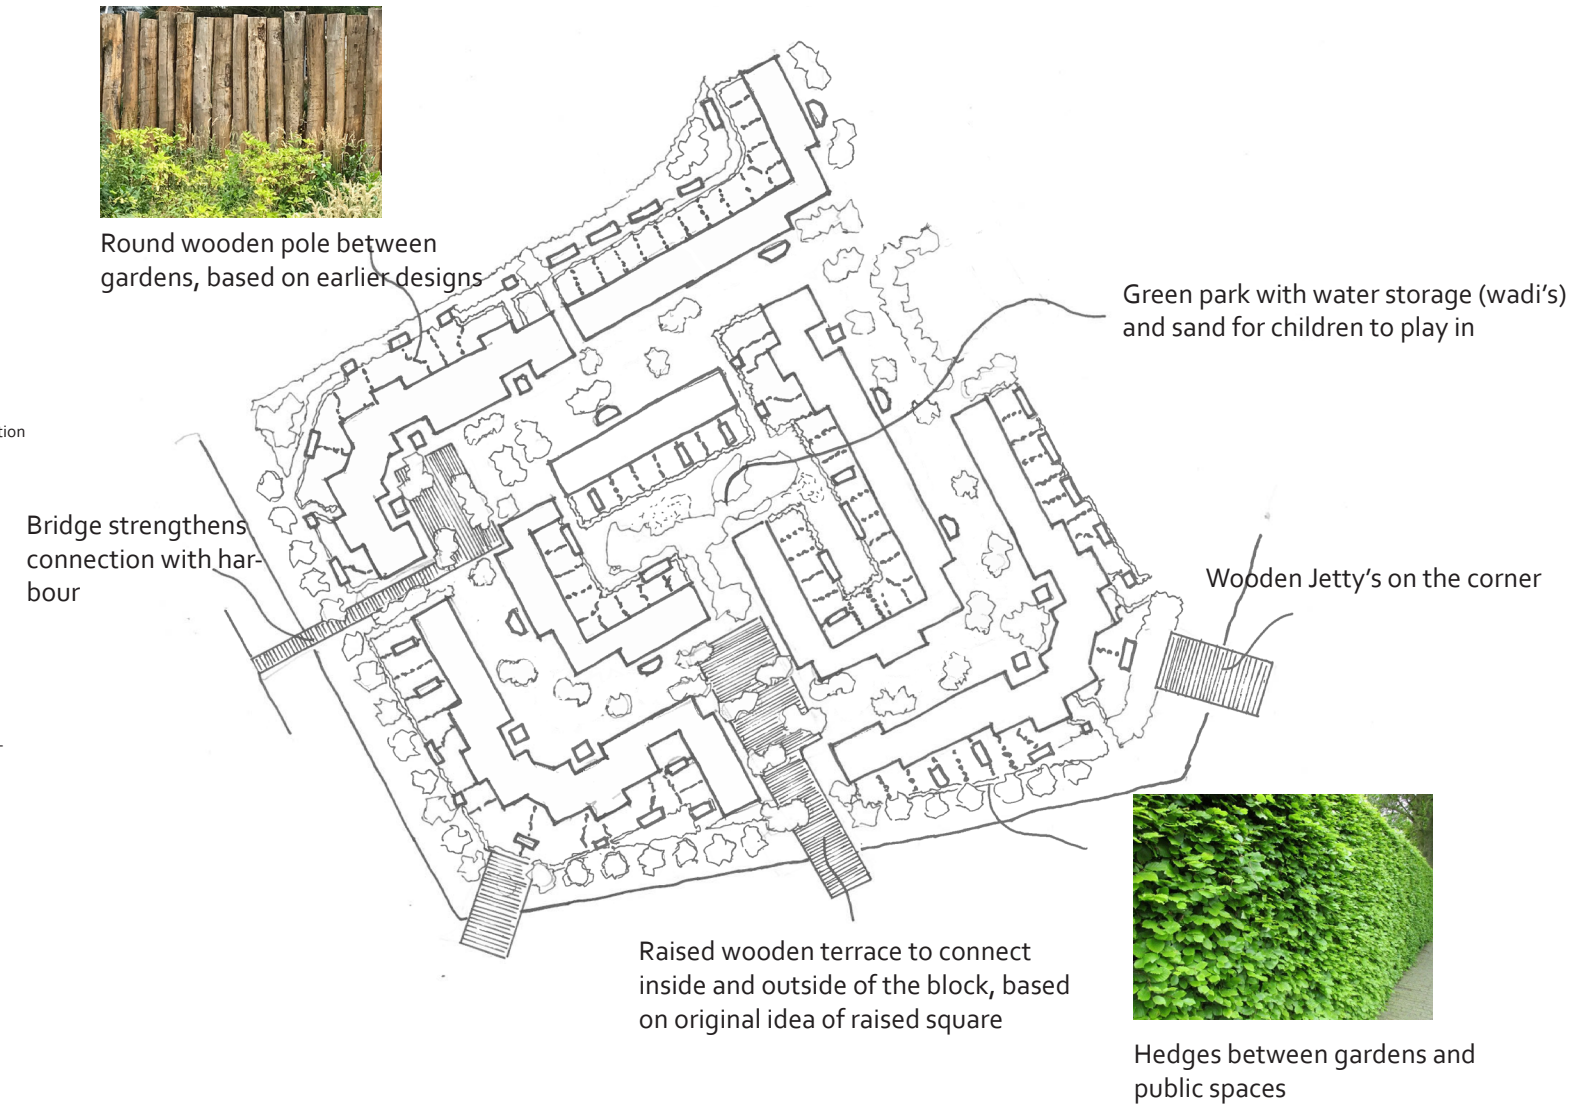 Round wooden pole between
gardens, based on earlier designs
Green park with water storage (wadi's)
and sand for children to play in
tion
Bridge strengthens
connection with har-
bour
Wooden Jetty's on the corner
-
Raised wooden terrace to connect
inside and outside of the block, based
on original idea of raised square
Hedges between gardens and
public spaces